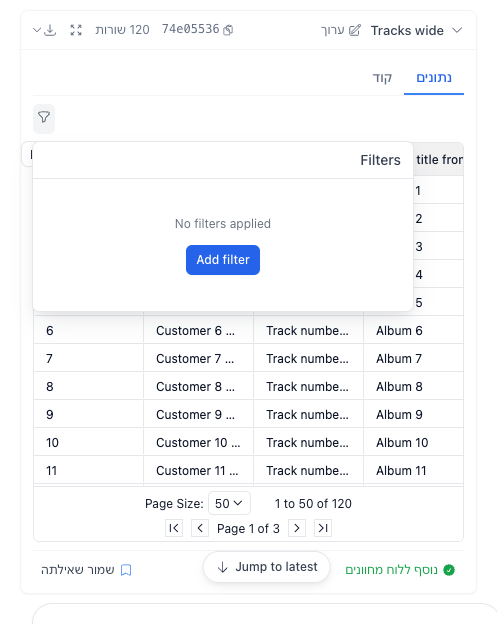 Tracks wide
ערוך
74e05536
120 שורות
נתונים
קוד
Filters
No filters applied
Add filter
title from
1
2
3
4
5
6 Customer 6 ... Track numbe... Album 6
7 Customer 7 ... Track numbe... Album 7
8 Customer 8 ... Track numbe... Album 8
9 Customer 9 ... Track numbe... Album 9
10 Customer 10 ... Track numbe... Album 10
11 Customer 11 ... Track numbe... Album 11
Page Size: 50 1 to 50 of 120
Page 1 of 3
נוסף ללוח מחוונים
Jump to latest
שמור שאילתה